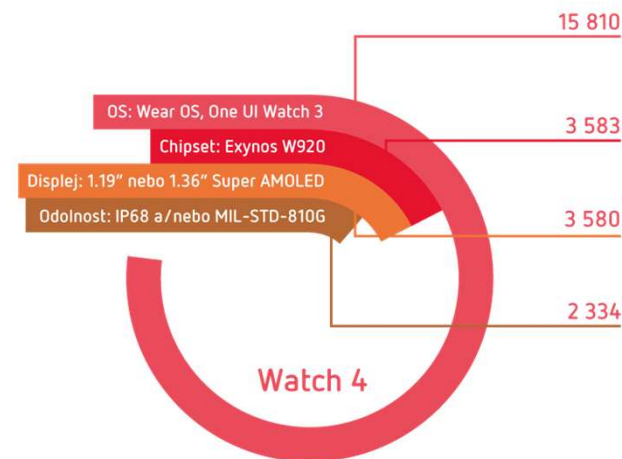 15 810
OS: Wear OS, One UI Watch 3
Chipset: Exynos W920
3 583
Displej: 1.19” nebo 1.36” Super AMOLED
Odolnost: IP68 a/nebo MIL-STD-810G
3 580
2 334
Watch 4